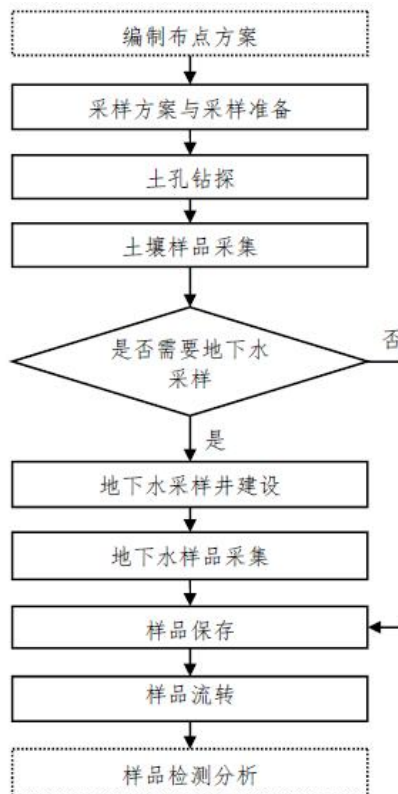 编制布点方案
采样方案与采样准备
土孔钻探
土壤样品采集
是否需要地下水
采样
否
是
地下水采样井建设
地下水样品采集
样品保存
样品流转
样品检测分析